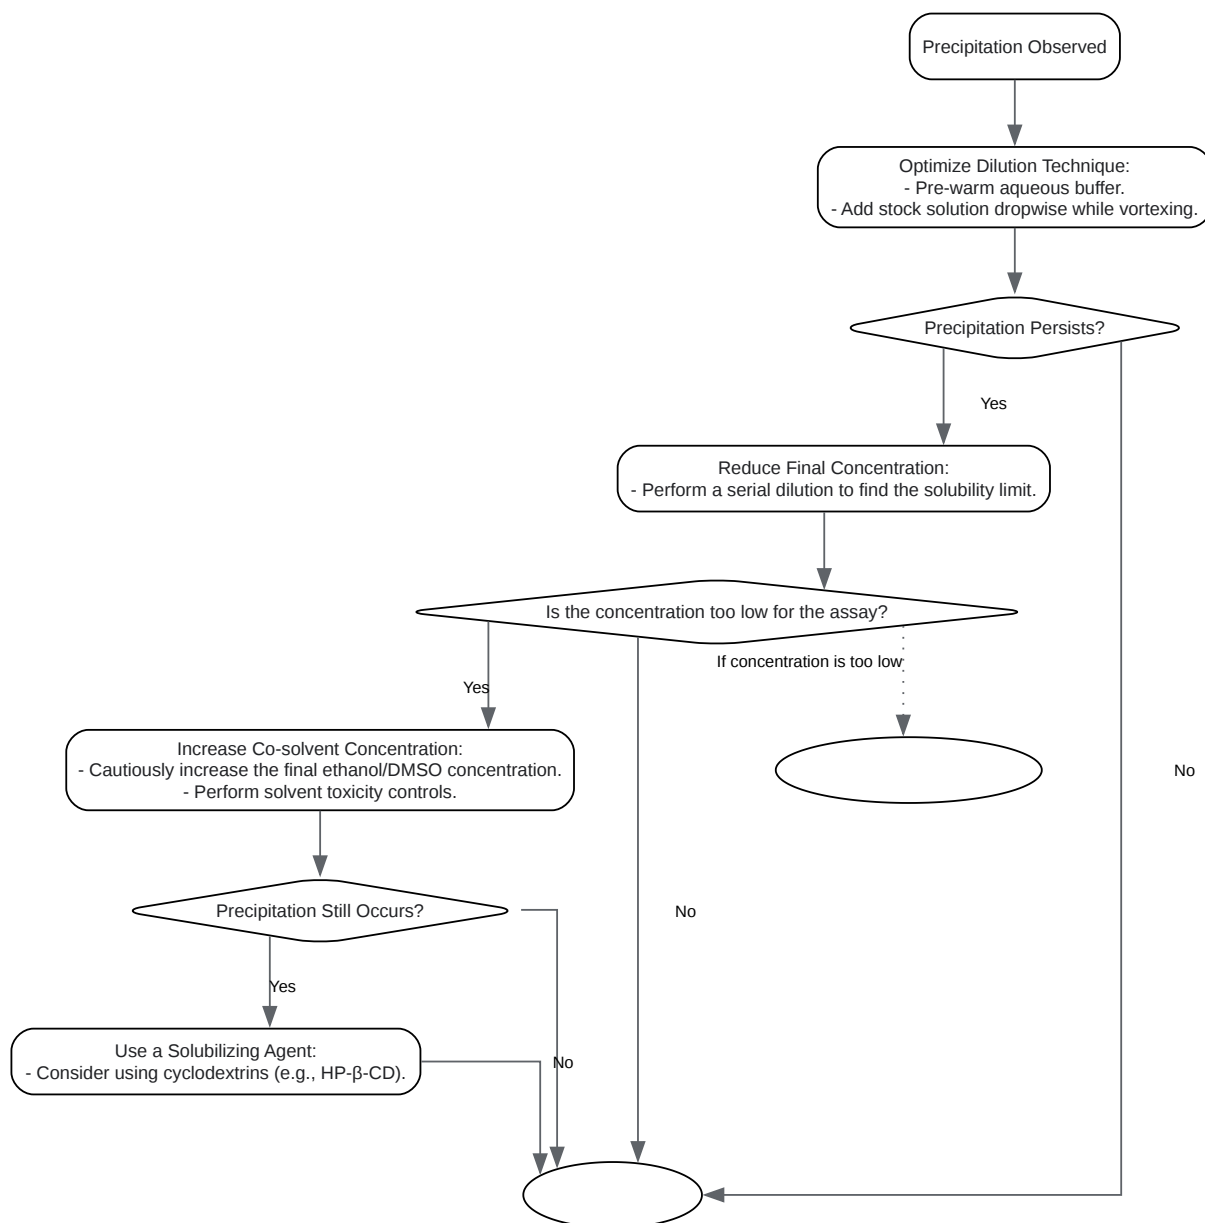 Precipitation Observed
Optimize Dilution Technique:
- Pre-warm aqueous buffer.
- Add stock solution dropwise while vortexing.
Precipitation Persists?
Yes
Reduce Final Concentration:
- Perform a serial dilution to find the solubility limit.
Is the concentration too low for the assay?
If concentration is too low
Yes
Increase Co-solvent Concentration:
- Cautiously increase the final ethanol/DMSO concentration.
- Perform solvent toxicity controls.
No
Precipitation Still Occurs?
No
Yes
Use a Solubilizing Agent:
- Consider using cyclodextrins (e.g., HP-β-CD).
No